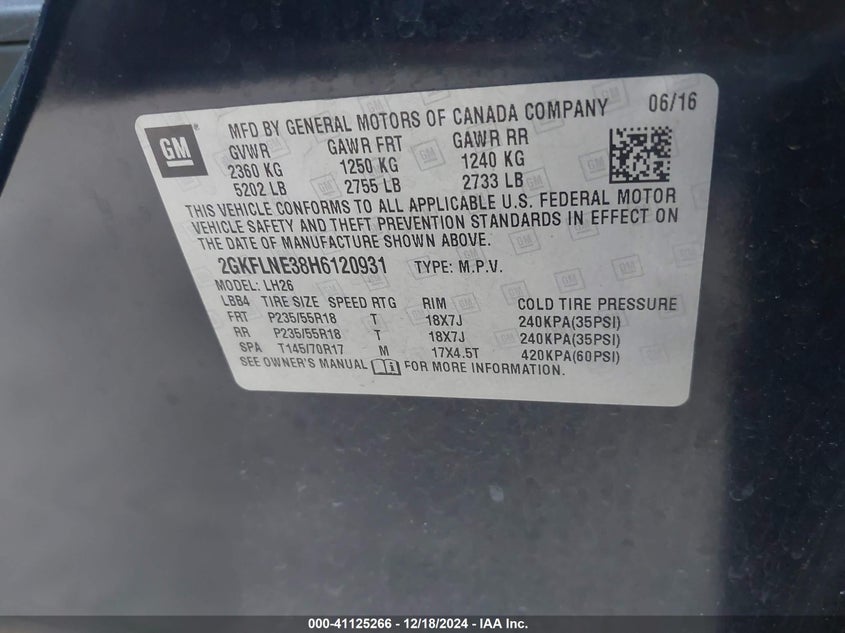 GM
MFD BY GENERAL MOTORS OF CANADA COMPANY 06/16
GVWR GAWR FRT GAWR RR
2360 KG 1250 KG 1240 KG
5202 LB 2755 LB 2733 LB
THIS VEHICLE CONFORMS TO ALL APPLICABLE U.S. FEDERAL MOTOR
VEHICLE SAFETY AND THEFT PREVENTION STANDARDS IN EFFECT ON
THE DATE OF MANUFACTURE SHOWN ABOVE.
2GKFLNE38H6120931 TYPE: M.P.V.
MODEL: LH26
LBB4 TIRE SIZE SPEED RTG RIM COLD TIRE PRESSURE
FRT P235/55R18 T 18X7J 240KPA(35PSI)
RR P235/55R18 T 18X7J 240KPA(35PSI)
SPA T145/70R17 M 17X4.5T 420KPA(60PSI)
SEE OWNER'S MANUAL FOR MORE INFORMATION.
000-41125266 - 12/18/2024 - IAA Inc.